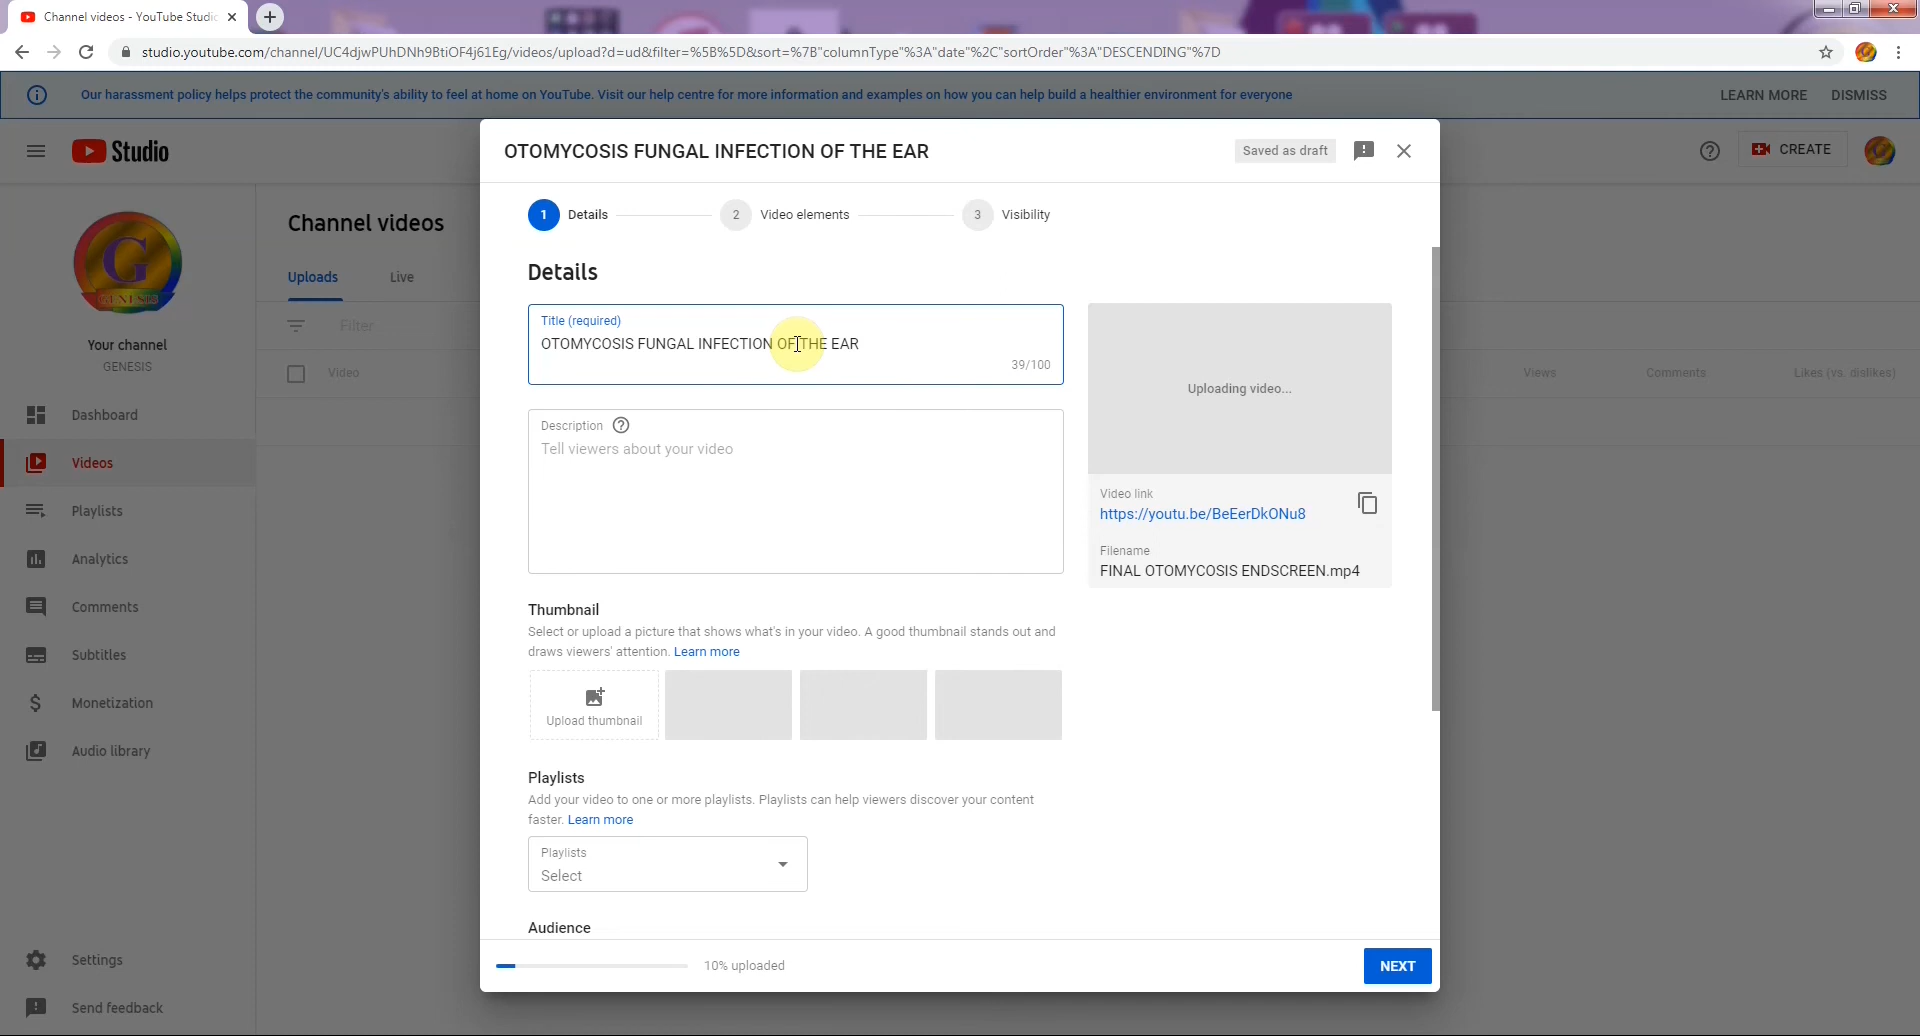 Channel videos - YouTube Studio
studio.youtube.com/channel/UC4djwPUhDNh9BtiOF4j61Eg/videos/upload?d=ud&filter=%5B%5D&sort=%7B"columnType"%3A"date"%2C"sortOrder"%3A"DESCENDING"%7D
Our harassment policy helps protect the community's ability to feel at home on YouTube. Visit our help centre for more information and examples on how you can help build a healthier environment for everyone
LEARN MORE DISMISS
Studio
CREATE
G
GENESIS
Your channel
GENESIS
Dashboard
Videos
Playlists
Analytics
Comments
Subtitles
Monetization
Audio library
Settings
Send feedback
Channel videos
Uploads Live
Filter
Video
Views Comments Likes (vs. dislikes)
OTOMYCOSIS FUNGAL INFECTION OF THE EAR
Saved as draft
1 Details 2 Video elements 3 Visibility
Details
Title (required)
OTOMYCOSIS FUNGAL INFECTION OF THE EAR
39/100
Description
Tell viewers about your video
Uploading video...
Video link
https://youtu.be/BeEerDkONu8
Filename
FINAL OTOMYCOSIS ENDSCREEN.mp4
Thumbnail
Select or upload a picture that shows what's in your video. A good thumbnail stands out and
draws viewers' attention. Learn more
Upload thumbnail
Playlists
Add your video to one or more playlists. Playlists can help viewers discover your content
faster. Learn more
Playlists
Select
Audience
10% uploaded
NEXT